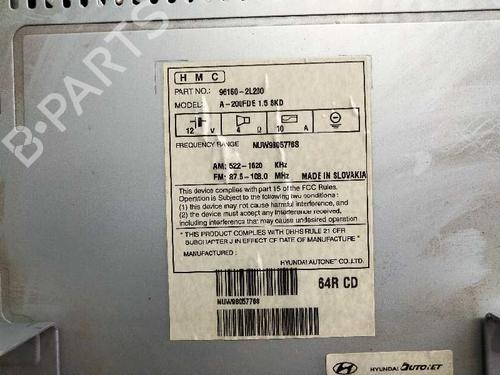 B-PARTS
H M C
PART NO.: 96160-2L200
MODEL: A-200FDE 1.5 SKD
12 V 4 Ω 10 A
FREQUENCY RANGE NUW98057768
AM: 522-1620 KHz
FM: 87.5-108.0 MHz MADE IN SLOVAKIA
This device complies with part 15 of the FCC Rules.
Operation is Subject to the following two conditions :
(1) this device may not cause harmful interference, and
(2) the device must accept any interference received,
including interference that may cause undesired operation
* THIS PRODUCT COMPLIES WITH DHHS RULE 21 CFR
SUBCHAPTER J IN EFFECT OF DATE OF MANUFACTURE *
MANUFACTURED:
HYUNDAI AUTONET CO.,LTD.
64R CD
NUW98057768
HYUNDAI AUTONET